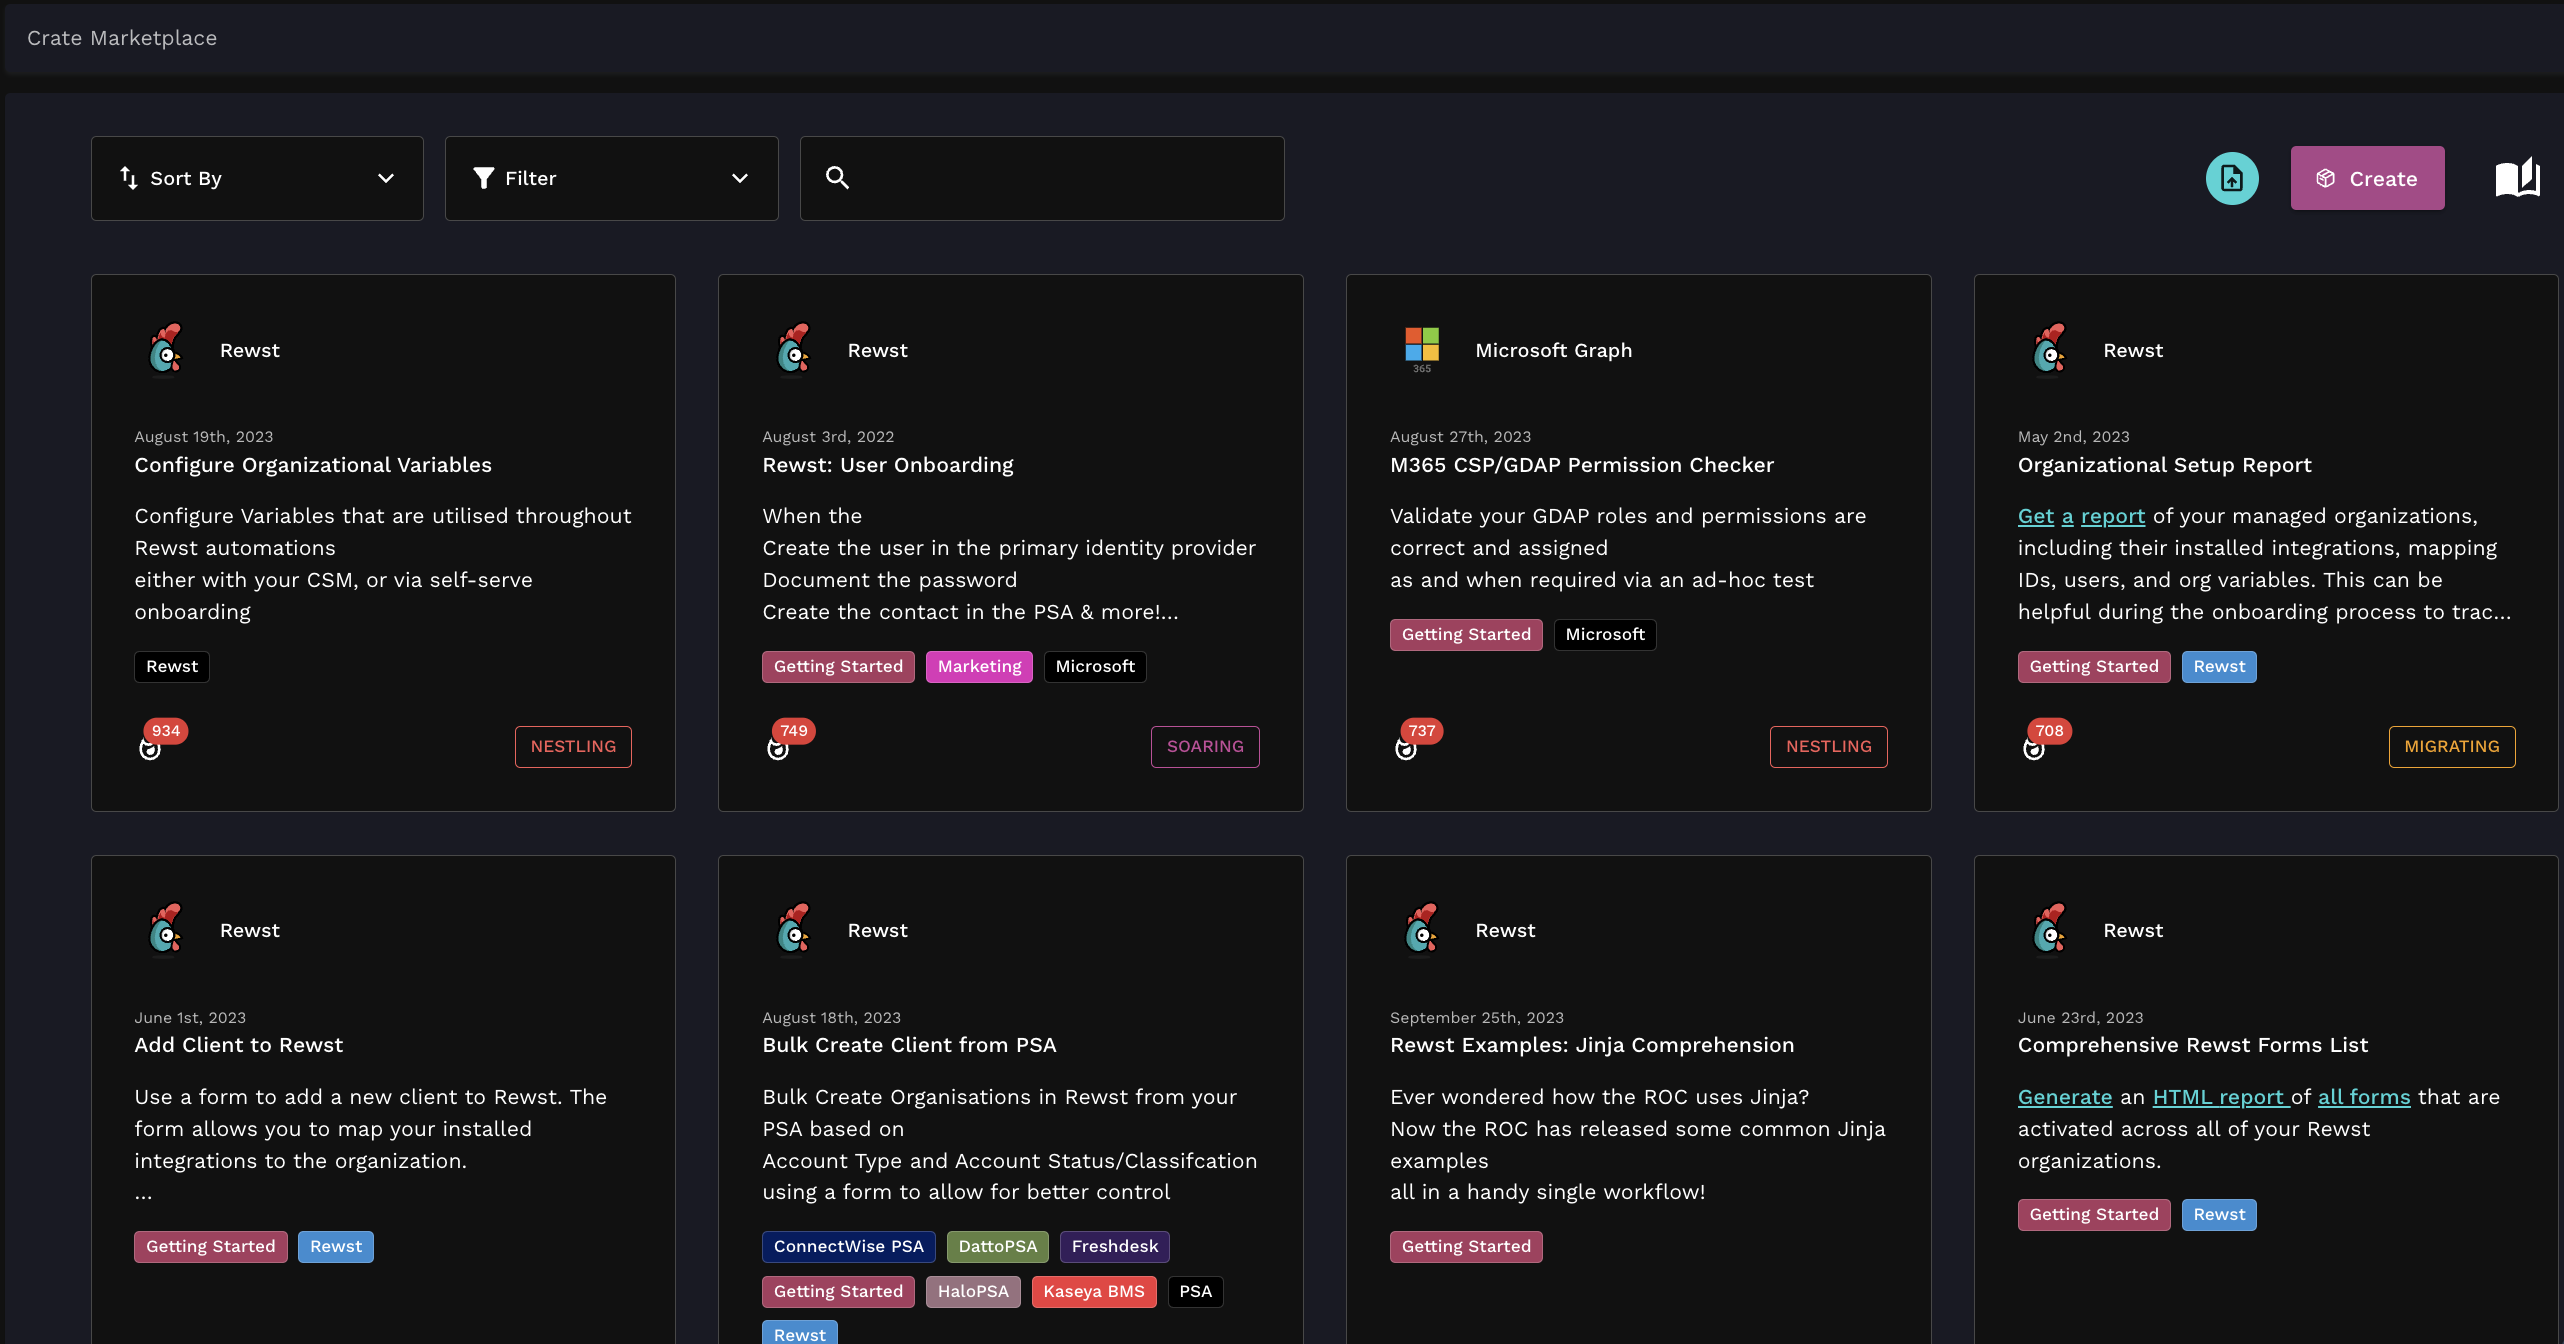 Crate Marketplace
Sort By
Filter
Create
Rewst
August 19th, 2023
Configure Organizational Variables
Configure Variables that are utilised throughout
Rewst automations
either with your CSM, or via self-serve
onboarding
Rewst
934
NESTLING
Rewst
August 3rd, 2022
Rewst: User Onboarding
When the
Create the user in the primary identity provider
Document the password
Create the contact in the PSA & more!...
Getting Started
Marketing
Microsoft
749
SOARING
365
Microsoft Graph
August 27th, 2023
M365 CSP/GDAP Permission Checker
Validate your GDAP roles and permissions are
correct and assigned
as and when required via an ad-hoc test
Getting Started
Microsoft
737
NESTLING
Rewst
May 2nd, 2023
Organizational Setup Report
Get a report of your managed organizations,
including their installed integrations, mapping
IDs, users, and org variables. This can be
helpful during the onboarding process to trac...
Getting Started
Rewst
708
MIGRATING
Rewst
June 1st, 2023
Add Client to Rewst
Use a form to add a new client to Rewst. The
form allows you to map your installed
integrations to the organization.
...
Getting Started
Rewst
Rewst
August 18th, 2023
Bulk Create Client from PSA
Bulk Create Organisations in Rewst from your
PSA based on
Account Type and Account Status/Classifcation
using a form to allow for better control
ConnectWise PSA
DattoPSA
Freshdesk
Getting Started
HaloPSA
Kaseya BMS
PSA
Rewst
Rewst
September 25th, 2023
Rewst Examples: Jinja Comprehension
Ever wondered how the ROC uses Jinja?
Now the ROC has released some common Jinja
examples
all in a handy single workflow!
Getting Started
Rewst
June 23rd, 2023
Comprehensive Rewst Forms List
Generate an HTML report of all forms that are
activated across all of your Rewst
organizations.
Getting Started
Rewst